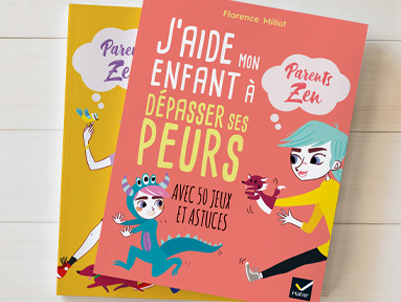 Florence Millot
J'AIDE MON
ENFANT À
DÉPASSER SES
PEURS
AVEC 50 JEUX
ET ASTUCES
Parents
Zen
Hatier
Parents
Zen